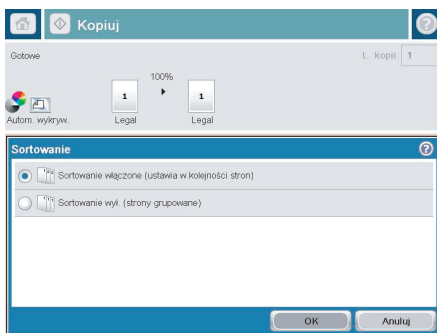 Kopiuj
Gotowe
L. kopii: 1
100%
1 1
Autom. wykryw. Legal Legal
Sortowanie
Sortowanie włączone (ustawia w kolejności stron)
Sortowanie wył. (strony grupowane)
OK Anuluj